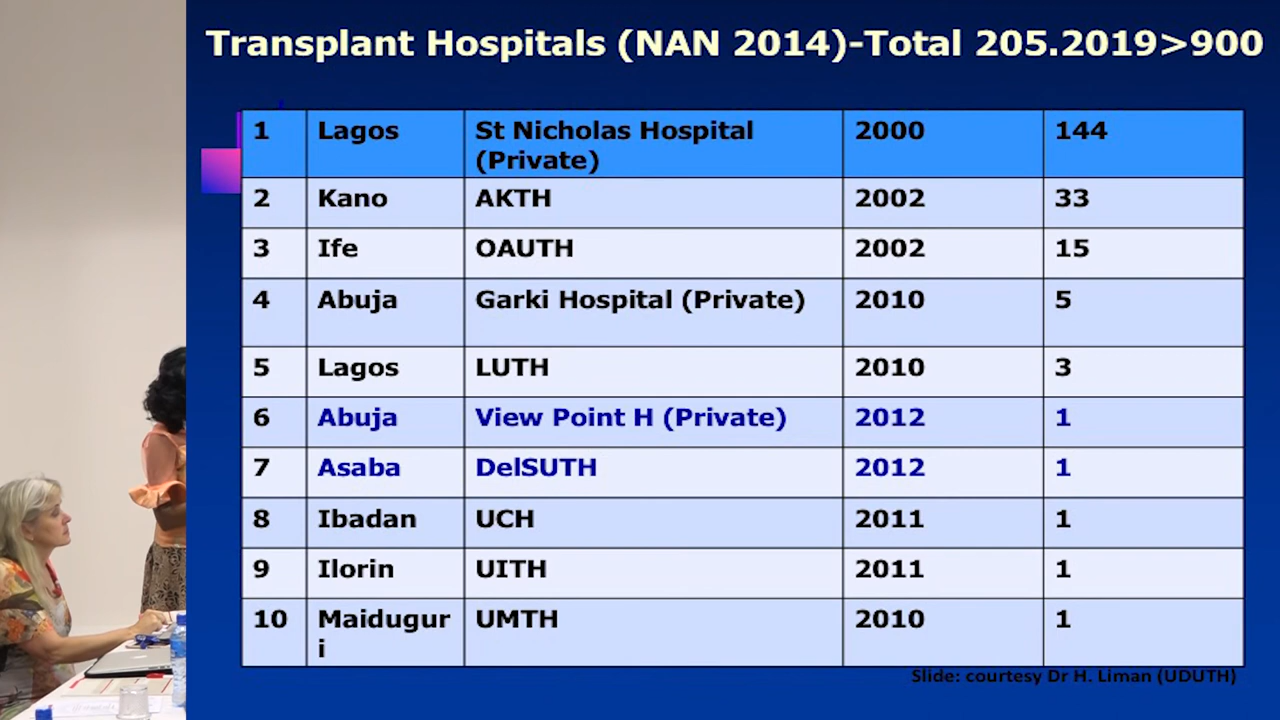 Transplant Hospitals (NAN 2014)-Total 205.2019>900
1 Lagos St Nicholas Hospital (Private) 2000 144
2 Kano AKTH 2002 33
3 Ife OAUTH 2002 15
4 Abuja Garki Hospital (Private) 2010 5
5 Lagos LUTH 2010 3
6 Abuja View Point H (Private) 2012 1
7 Asaba DelSUTH 2012 1
8 Ibadan UCH 2011 1
9 Ilorin UITH 2011 1
10 Maiduguri UMTH 2010 1
Slide: courtesy Dr H. Liman (UDUTH)